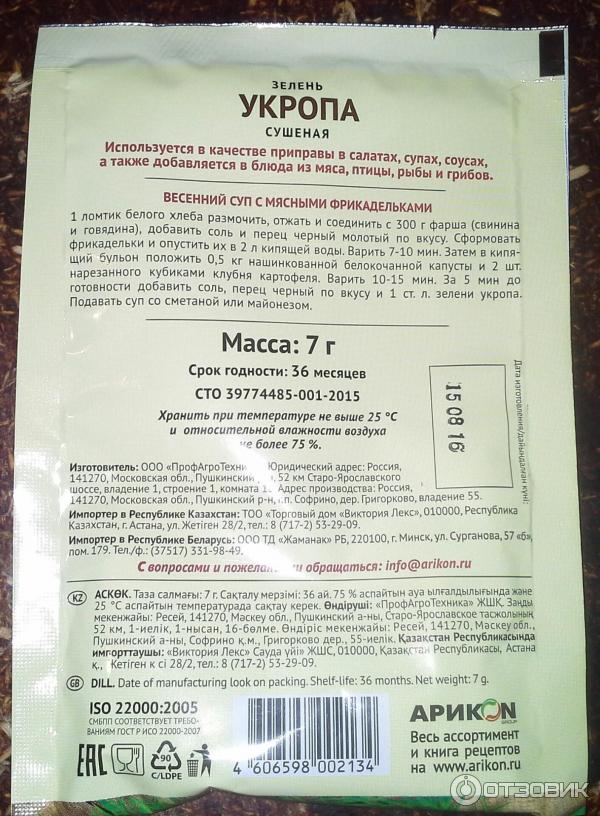 ЗЕЛЕНЬ
УКРОПА
СУШЕНАЯ
Используется в качестве приправы в салатах, супах, соусах,
а также добавляется в блюда из мяса, птицы, рыбы и грибов.
ВЕСЕННИЙ СУП С МЯСНЫМИ ФРИКАДЕЛЬКАМИ
1 ломтик белого хлеба размочить, отжать и соединить с 300 г фарша (свинина
и говядина), добавить соль и перец черный молотый по вкусу. Сформовать
фрикадельки и опустить их в 2 л кипящей воды. Варить 7-10 мин. Затем в кипя-
щий бульон положить 0,5 кг нашинкованной белокочанной капусты и 2 шт.
нарезанного кубиками клубня картофеля. Варить 10-15 мин. За 5 мин до
готовности добавить соль, перец черный по вкусу и 1 ст. л. зелени укропа.
Подавать суп со сметаной или майонезом.
Масса: 7 г
Срок годности: 36 месяцев
СТО 39774485-001-2015
Хранить при температуре не выше 25 °С
и относительной влажности воздуха
не более 75 %.
Дата изготовления/дайындалған күні:
15 08 16
Изготовитель: ООО «ПрофАгроТехника» Юридический адрес: Россия,
141270, Московская обл., Пушкинский р-н, 52 км Старо-Ярославского
шоссе, владение 1, строение 1, комната 1 Адрес производства: Россия,
141270, Московская обл., Пушкинский р-н, п. Софрино, дер. Григорково, владение 55.
Импортер в Республике Казахстан: ТОО «Торговый дом «Виктория Лекс», 010000, Республика
Казахстан, г. Астана, ул. Жетиген 28/2, тел.: 8 (717-2) 53-29-09.
Импортер в Республике Беларусь: ООО ТД «Жаманак» РБ, 220100, г. Минск, ул. Сурганова, 57 «б»,
пом. 179. Тел./Ф.: (37517) 331-98-49.
С вопросами и пожеланиями обращаться: info@arikon.ru
KZ АСКӨК. Таза салмағы: 7 г. Сақталу мерзімі: 36 ай. 75 % аспайтын ауа ылғалдылығында және
25 °С аспайтын температурада сақтау керек. Өндіруші: «ПрофАгроТехника» ЖШҚ, Заңды
мекенжайы: Ресей, 141270, Мәскеу обл., Пушкинский а-ны, Старо-Ярославское тасжолының
52 км, 1-иелік, 1-нысан, 16-бөлме. Өндіріс мекенжайы: Ресей, 141270, Мәскеу обл.,
Пушкинский а-ны, Софрино қ.м., Григорково дер., 55-иелік. Қазақстан Республикасында
импорттаушы: «Виктория Лекс» Сауда үйі» ЖШС, 010000, Қазақстан Республикасы, Астана
қ., Жетіген к сі 28/2, тел.: 8 (717-2) 53-29-09.
GB DILL. Date of manufacturing look on packing. Shelf-life: 36 months. Net weight: 7 g.
ISO 22000:2005
СМБПП СООТВЕТСТВУЕТ ТРЕБО-
ВАНИЯМ ГОСТ Р ИСО 22000-2007
EAC
90
C/LDPE
4 606598 002134
АРИКОN
GROUP
Весь ассортимент
и книга рецептов
на www.arikon.ru
ОТЗОВИК